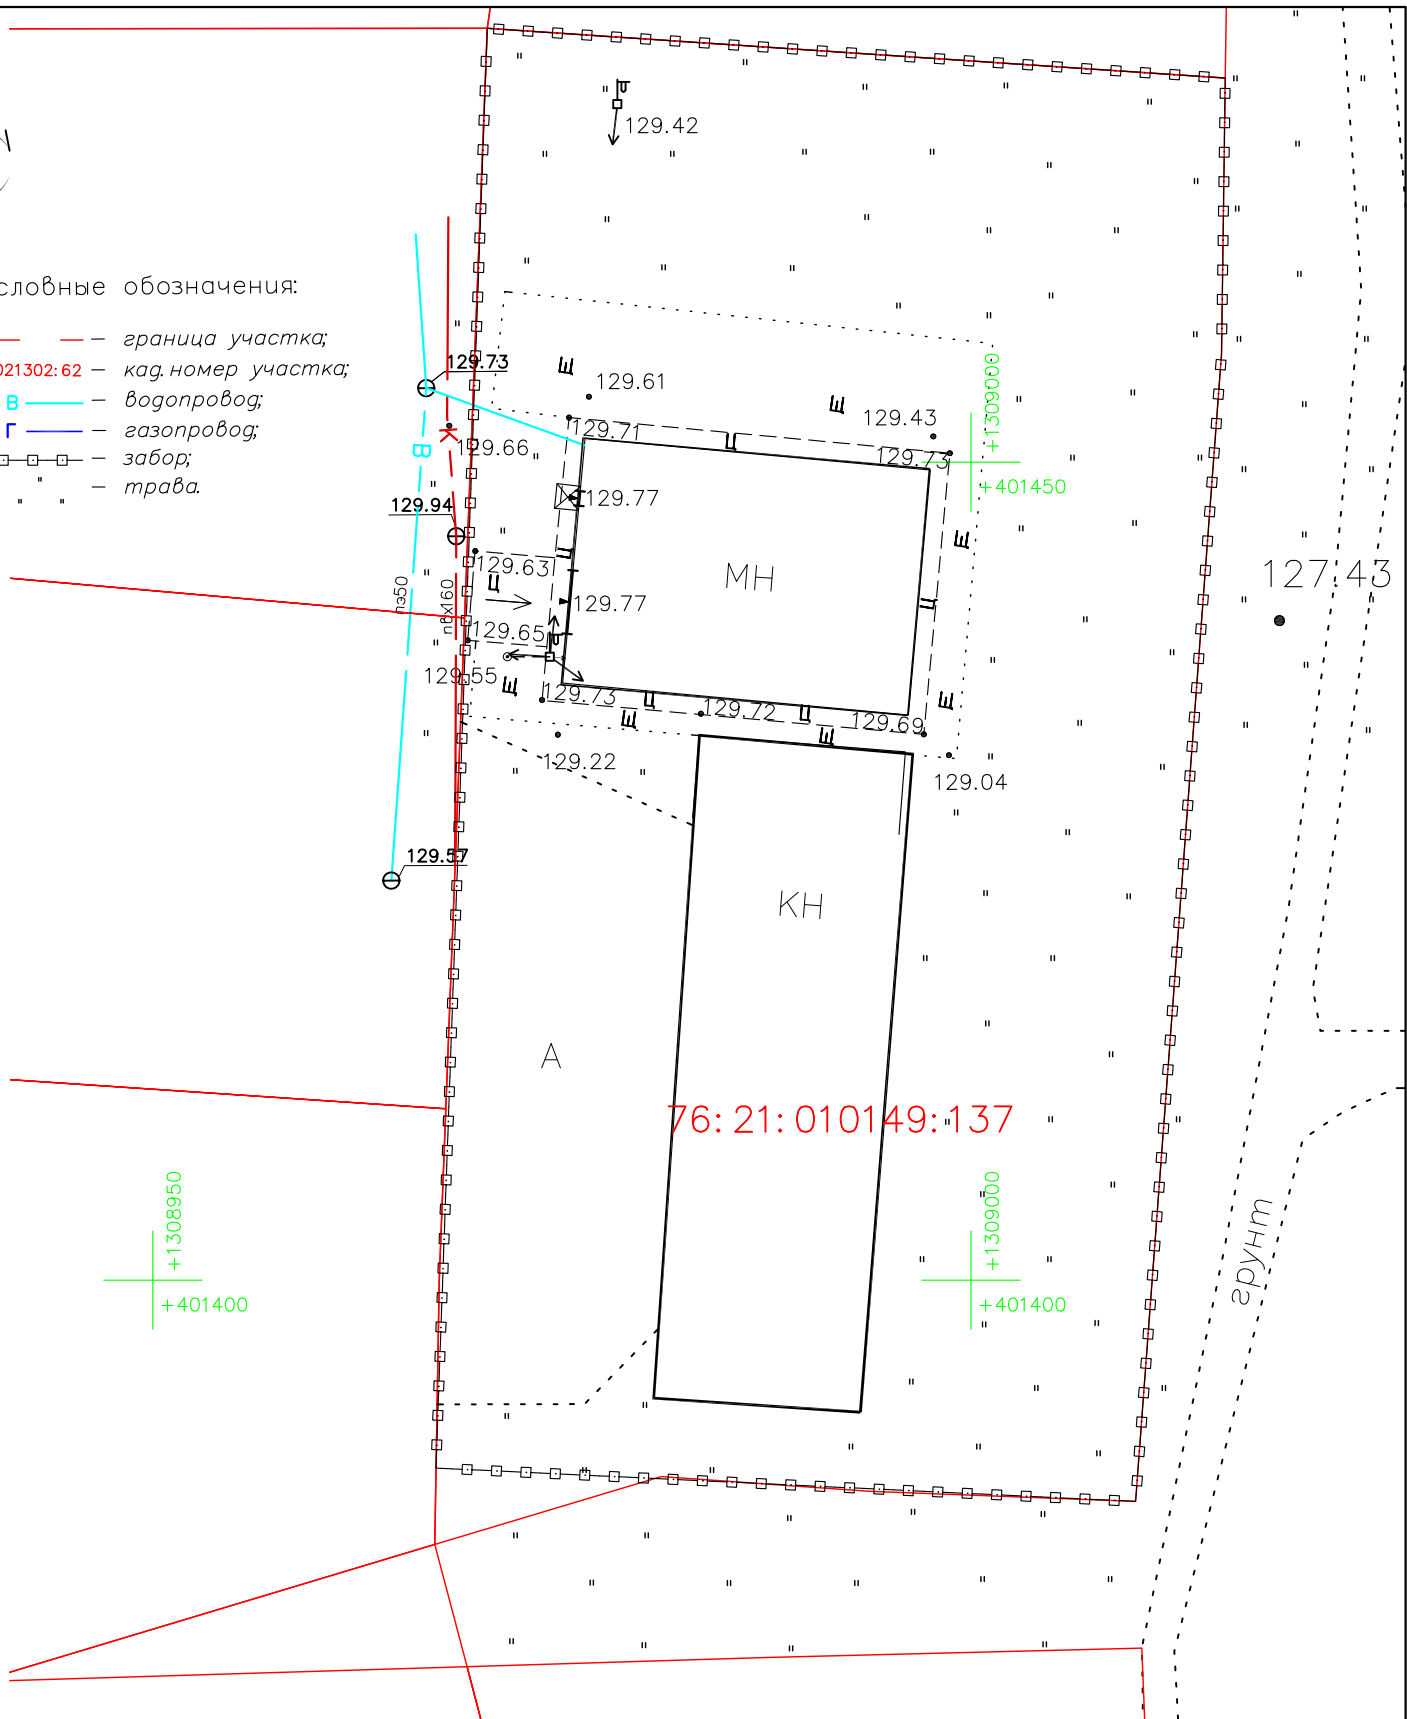 129.42
словные обозначения:
— граница участка;
021302:62 — кад. номер участка;
В — водопровод;
Г — газопровод;
— забор;
— трава.
129.73
Щ
129.61
Щ
129.43
+1309000
129.71
Ц
129.73
К
129.66
В
+401450
129.77
129.94
Щ
127.43
Ц
129.63
МН
Ц
пэ50
пвх160
129.77
Ц
129.65
129.55
Щ
129.73
Ц
129.72
Ц
129.69
Щ
Щ
Щ
129.22
129.04
129.57
КН
А
76:21:010149:137
+1308950
+1309000
грунт
+401400
+401400